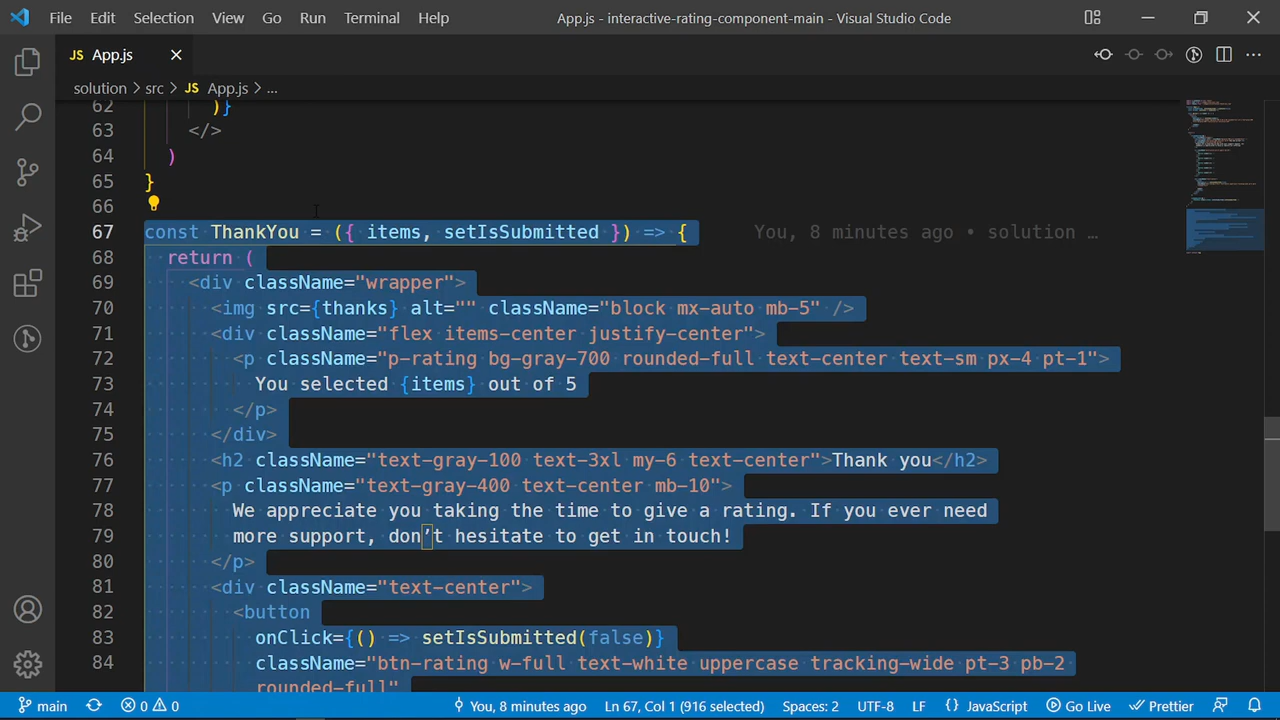 File Edit Selection View Go Run Terminal Help App.js - interactive-rating-component-main - Visual Studio Code
JS App.js
solution > src > JS App.js > ...
62 )}
63 </>
64 )
65 }
66
67 const ThankYou = ({ items, setIsSubmitted }) => { You, 8 minutes ago • solution …
68 return (
69 <div className="wrapper">
70 <img src={thanks} alt="" className="block mx-auto mb-5" />
71 <div className="flex items-center justify-center">
72 <p className="p-rating bg-gray-700 rounded-full text-center text-sm px-4 pt-1">
73 You selected {items} out of 5
74 </p>
75 </div>
76 <h2 className="text-gray-100 text-3xl my-6 text-center">Thank you</h2>
77 <p className="text-gray-400 text-center mb-10">
78 We appreciate you taking the time to give a rating. If you ever need
79 more support, don’t hesitate to get in touch!
80 </p>
81 <div className="text-center">
82 <button
83 onClick={() => setIsSubmitted(false)}
84 className="btn-rating w-full text-white uppercase tracking-wide pt-3 pb-2
rounded-full"
main 0 0 You, 8 minutes ago Ln 67, Col 1 (916 selected) Spaces: 2 UTF-8 LF { } JavaScript Go Live Prettier